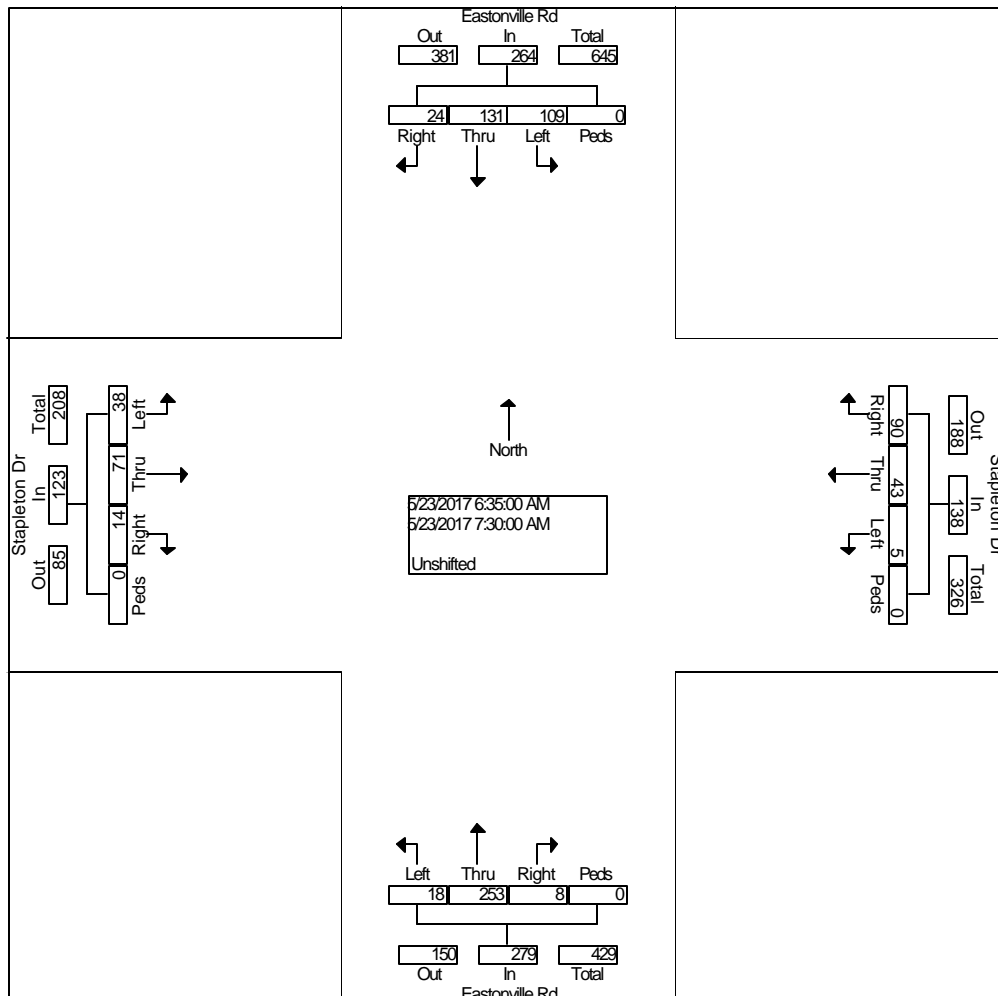 Eastonville Rd
Out In Total
381 264 645
24 131 109 0
Right Thru Left Peds
Stapleton Dr
Total In Out
208 123 85
38 71 14 0
Left Thru Right Peds
North
5/23/2017 6:35:00 AM
5/23/2017 7:30:00 AM
Unshifted
Right Thru Left Peds
90 43 5 0
188 138 326
Out In Total
Stapleton Dr
Left Thru Right Peds
18 253 8 0
150 279 429
Out In Total
Eastonville Rd